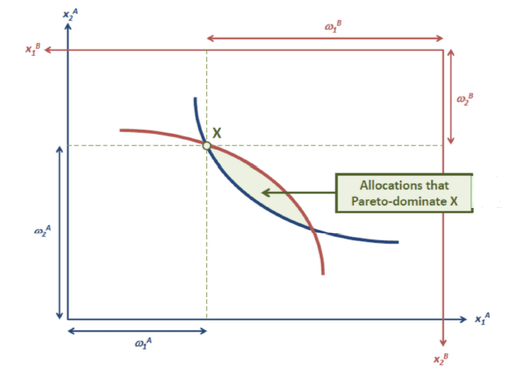 x₂ᴬ
ω₁ᴮ
x₁ᴮ
ω₂ᴮ
X
Allocations that
Pareto-dominate X
ω₂ᴬ
x₁ᴬ
ω₁ᴬ
x₂ᴮ